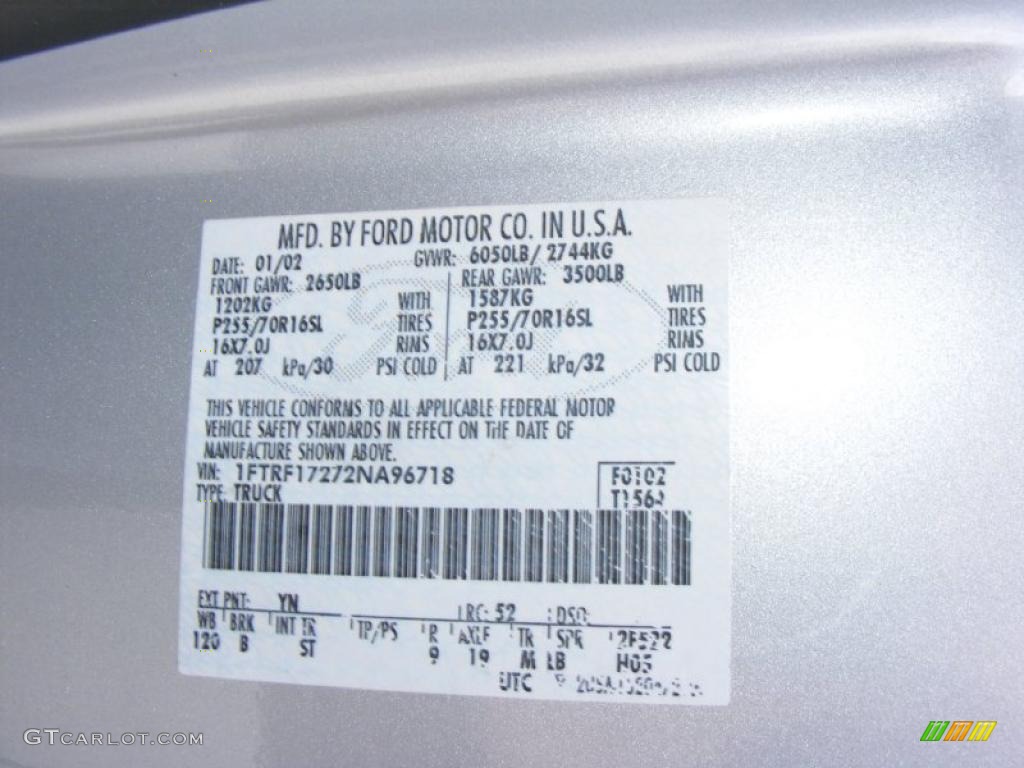 MFD. BY FORD MOTOR CO. IN U.S.A.
DATE: 01/02 GVWR: 6050LB/ 2744KG
FRONT GAWR: 2650LB REAR GAWR: 3500LB
1202KG WITH 1587KG WITH
P255/70R16SL TIRES P255/70R16SL TIRES
16X7.0J RIMS 16X7.0J RIMS
AT 207 kPa/30 PSI COLD AT 221 kPa/32 PSI COLD
THIS VEHICLE CONFORMS TO ALL APPLICABLE FEDERAL MOTOR
VEHICLE SAFETY STANDARDS IN EFFECT ON THE DATE OF
MANUFACTURE SHOWN ABOVE.
VIN: 1FTRF17272NA96718 F0102
TYPE: TRUCK
EXT PNT: YN RC: 52 DSO:
WB BRK INT TR TP/PS R AXLE TR SPR
120 B ST 9 19 M LB H05
UTC
GTCARLOT.COM